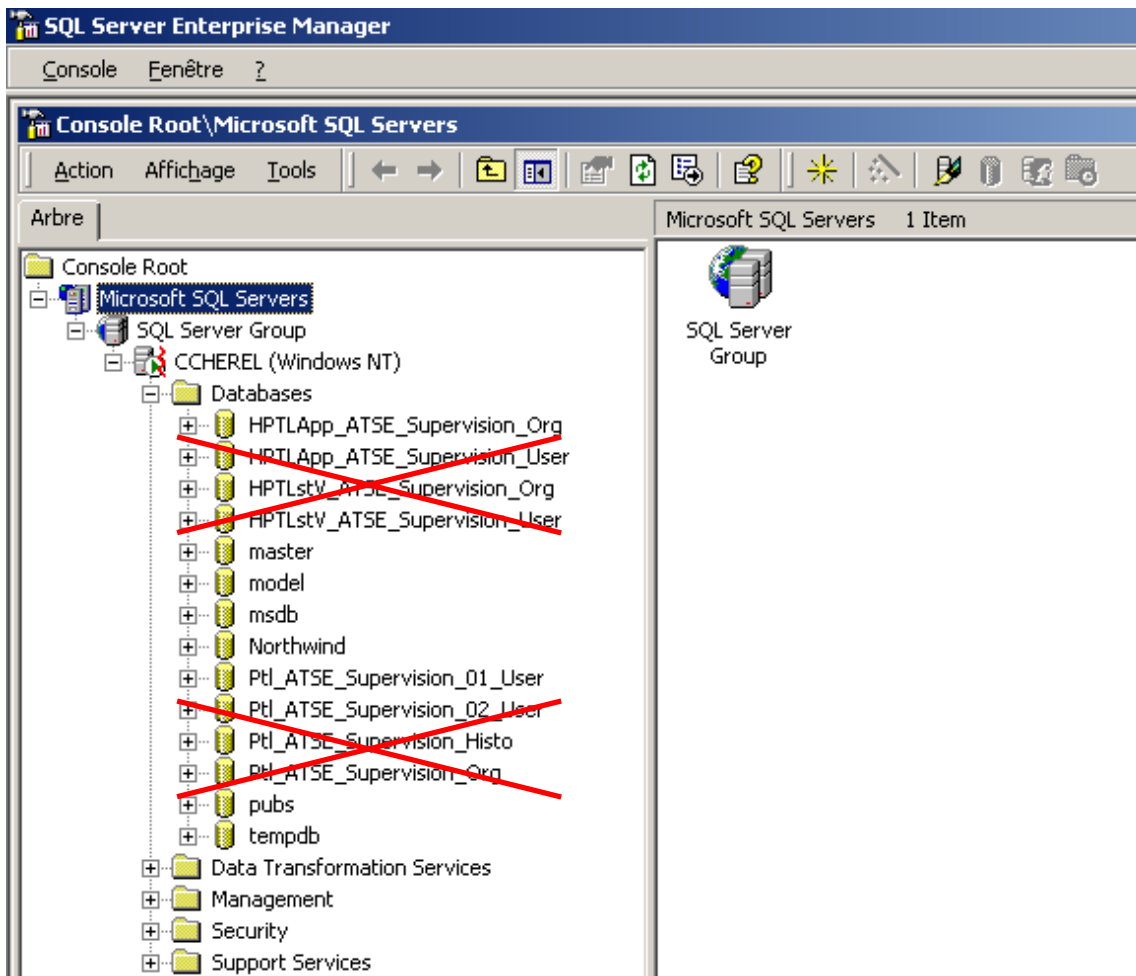 SQL Server Enterprise Manager
Console Fenêtre ?
Console Root\Microsoft SQL Servers
Action Affichage Tools
Arbre
Microsoft SQL Servers 1 Item
Console Root
Microsoft SQL Servers
SQL Server Group
CCHEREL (Windows NT)
Databases
HPTLApp_ATSE_Supervision_Org
HPTLApp_ATSE_Supervision_User
HPTLstV_ATSE_Supervision_Org
HPTLstV_ATSE_Supervision_User
master
model
msdb
Northwind
Ptl_ATSE_Supervision_01_User
Ptl_ATSE_Supervision_02_User
Ptl_ATSE_Supervision_Histo
Ptl_ATSE_Supervision_Org
pubs
tempdb
Data Transformation Services
Management
Security
Support Services
SQL Server
Group